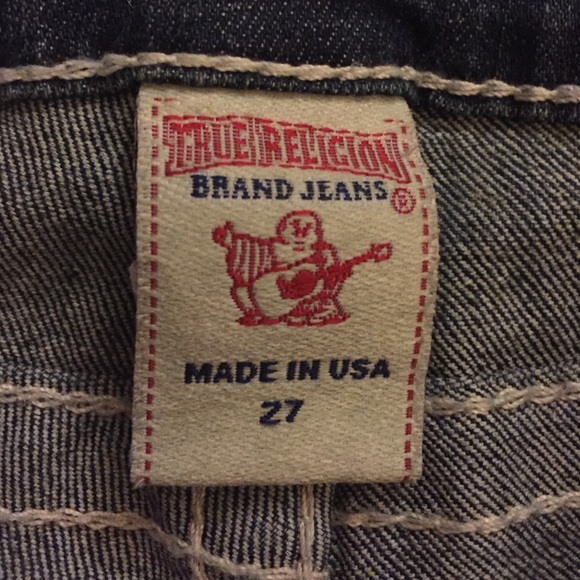 TRUE RELIGION
BRAND JEANS ®
MADE IN USA
27